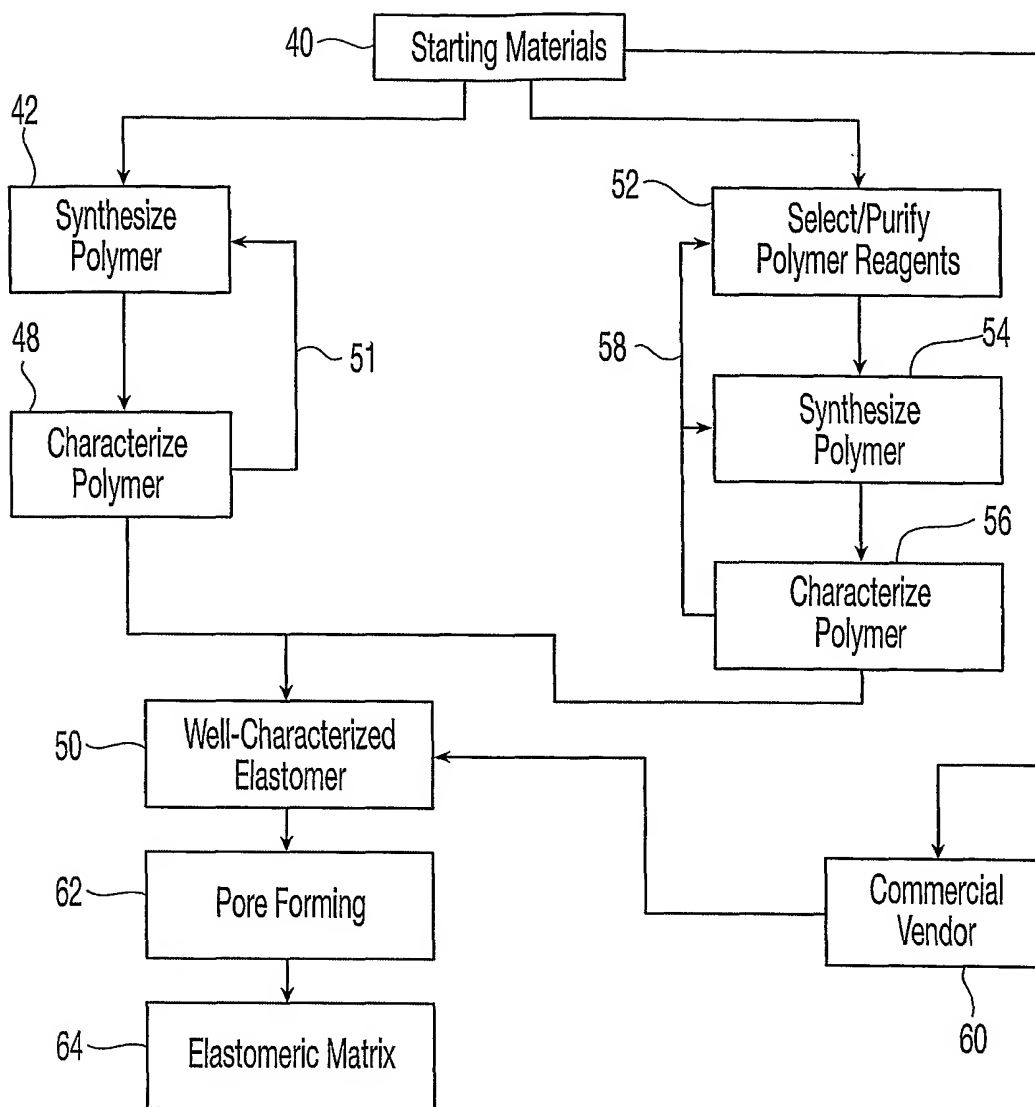 40
Starting Materials
42
Synthesize
Polymer
52
Select/Purify
Polymer Reagents
48
51
58
54
Characterize
Polymer
Synthesize
Polymer
56
Characterize
Polymer
50
Well-Characterized
Elastomer
62
Pore Forming
Commercial
Vendor
64
Elastomeric Matrix
60